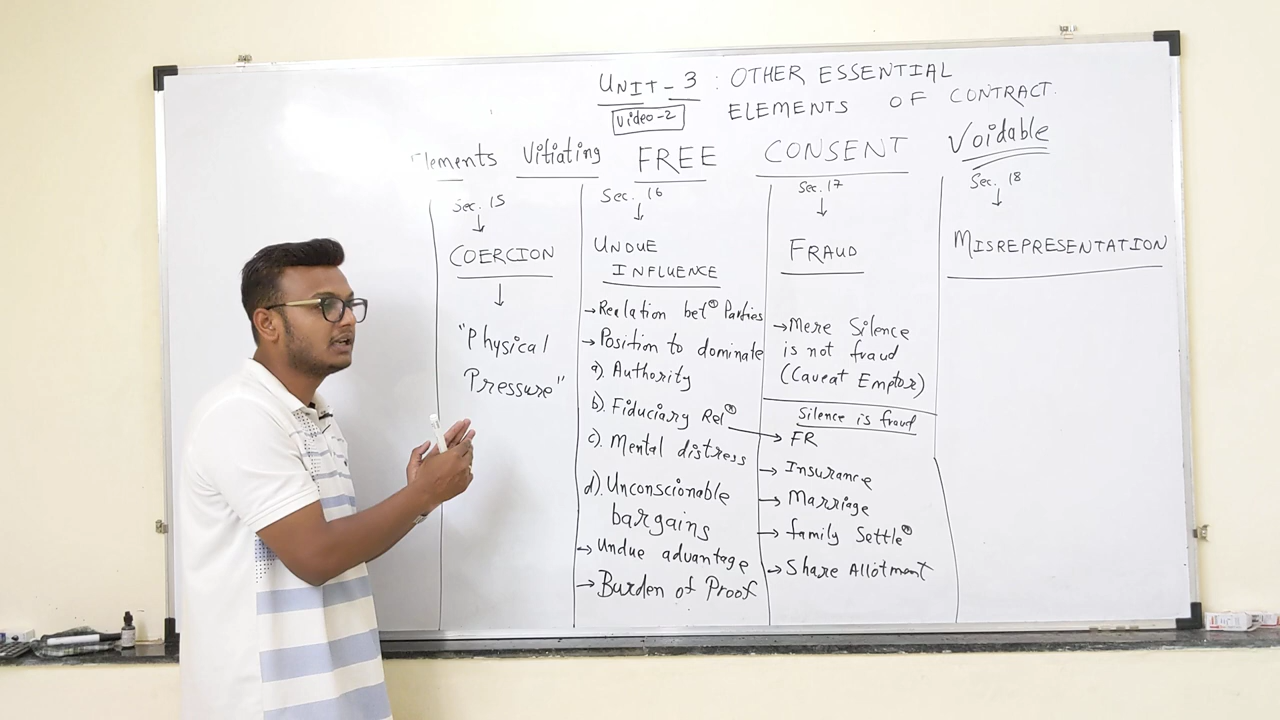 UNIT-3 : OTHER ESSENTIAL
ELEMENTS OF CONTRACT.
Video-2
Elements Vitiating FREE CONSENT Voidable
Sec. 15
COERCION
"Physical
Pressure"
Sec. 16
UNDUE
INFLUENCE
→Realation betⁿ Parties
→Position to dominate
a). Authority
b). Fiduciary Relⁿ
c). Mental distress
d). Unconscionable
bargains
→ Undue advantage
→ Burden of Proof
Sec. 17
FRAUD
→Mere Silence
is not fraud
(Caveat Emptor)
Silence is fraud
→ FR
→ Insurance
→ Marriage
→ family Settleⁿ
→ Share Allotment
Sec. 18
MISREPRESENTATION